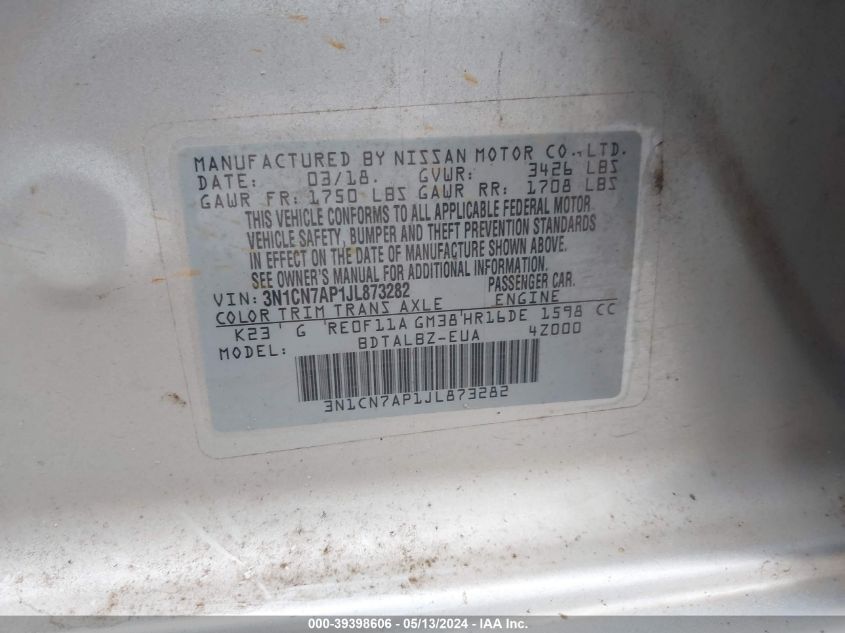 MANUFACTURED BY NISSAN MOTOR CO., LTD.
DATE: 03/18. GVWR: 3426 LBS
GAWR FR: 1750 LBS GAWR RR: 1708 LBS
THIS VEHICLE CONFORMS TO ALL APPLICABLE FEDERAL MOTOR
VEHICLE SAFETY, BUMPER AND THEFT PREVENTION STANDARDS
IN EFFECT ON THE DATE OF MANUFACTURE SHOWN ABOVE.
SEE OWNER'S MANUAL FOR ADDITIONAL INFORMATION.
VIN: 3N1CN7AP1JL873282 PASSENGER CAR.
COLOR TRIM TRANS AXLE ENGINE
K23 ' G 'RE0F11A GM38'HR16DE 1598 CC
MODEL: BDTALBZ-EUA 4Z000
3N1CN7AP1JL873282
000-39398606 / 05/13/2024 - IAA Inc.